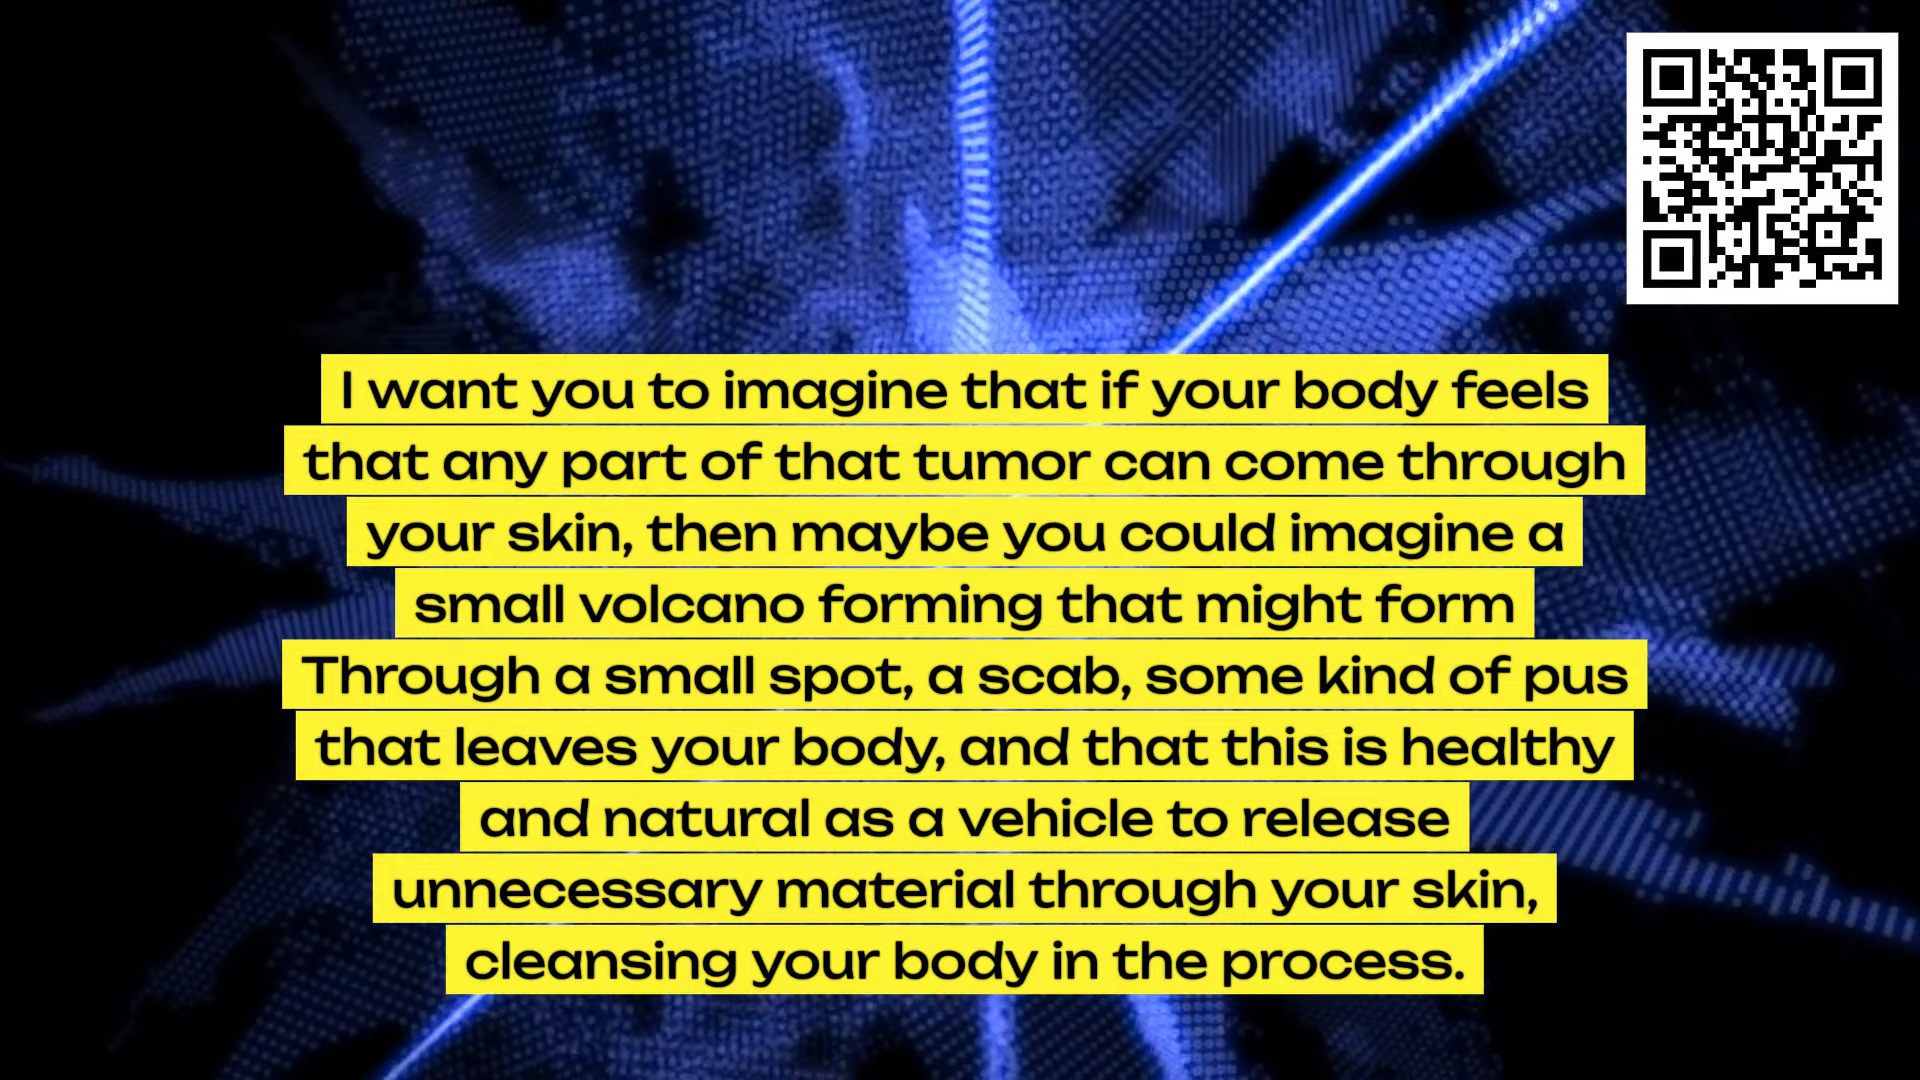 I want you to imagine that if your body feels
that any part of that tumor can come through
your skin, then maybe you could imagine a
small volcano forming that might form
Through a small spot, a scab, some kind of pus
that leaves your body, and that this is healthy
and natural as a vehicle to release
unnecessary material through your skin,
cleansing your body in the process.